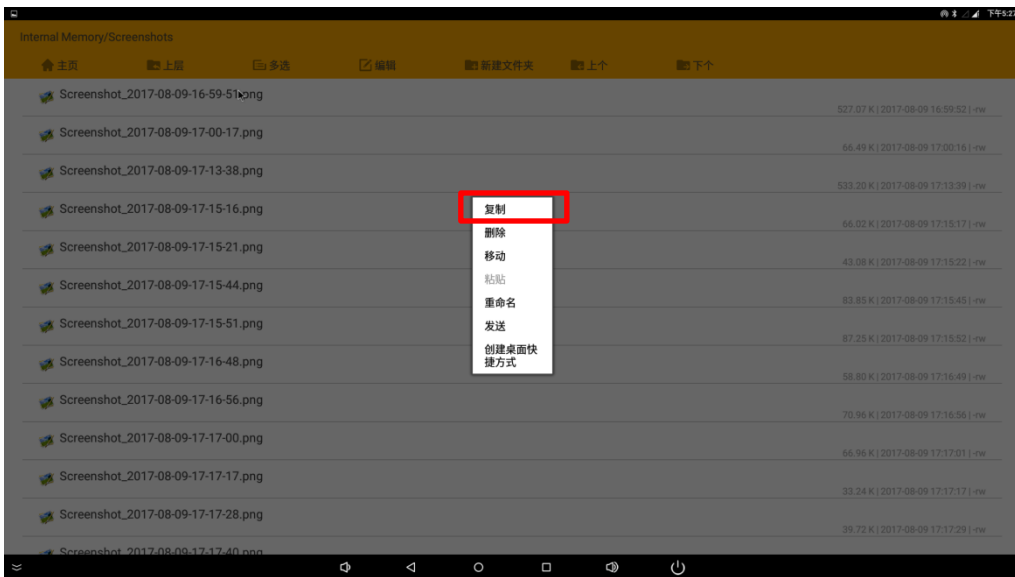 下午5:27
Internal Memory/Screenshots
主页 上层 多选 编辑 新建文件夹 上个 下个
Screenshot_2017-08-09-16-59-51.png
527.07 K | 2017-08-09 16:59:52 | -rw
Screenshot_2017-08-09-17-00-17.png
66.49 K | 2017-08-09 17:00:16 | -rw
Screenshot_2017-08-09-17-13-38.png
533.20 K | 2017-08-09 17:13:39 | -rw
Screenshot_2017-08-09-17-15-16.png
66.02 K | 2017-08-09 17:15:17 | -rw
Screenshot_2017-08-09-17-15-21.png
43.08 K | 2017-08-09 17:15:22 | -rw
Screenshot_2017-08-09-17-15-44.png
83.85 K | 2017-08-09 17:15:45 | -rw
Screenshot_2017-08-09-17-15-51.png
87.25 K | 2017-08-09 17:15:52 | -rw
Screenshot_2017-08-09-17-16-48.png
58.80 K | 2017-08-09 17:16:49 | -rw
Screenshot_2017-08-09-17-16-56.png
70.96 K | 2017-08-09 17:16:56 | -rw
Screenshot_2017-08-09-17-17-00.png
66.96 K | 2017-08-09 17:17:01 | -rw
Screenshot_2017-08-09-17-17-17.png
33.24 K | 2017-08-09 17:17:17 | -rw
Screenshot_2017-08-09-17-17-28.png
39.72 K | 2017-08-09 17:17:29 | -rw
Screenshot_2017-08-09-17-17-40.png
复制
删除
移动
粘贴
重命名
发送
创建桌面快
捷方式